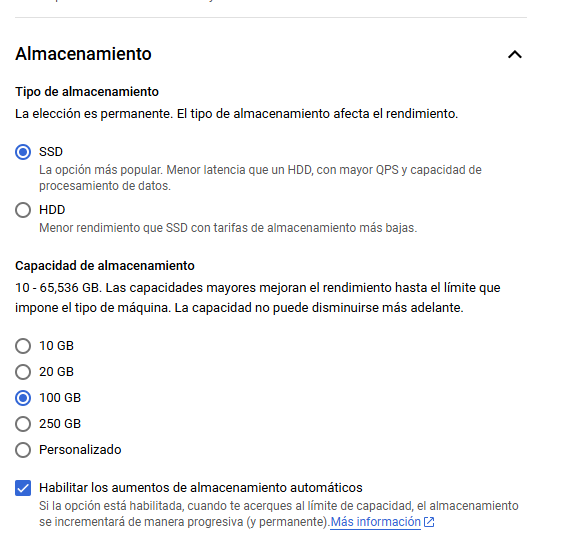 Almacenamiento
Tipo de almacenamiento
La elección es permanente. El tipo de almacenamiento afecta el rendimiento.
SSD
La opción más popular. Menor latencia que un HDD, con mayor QPS y capacidad de
procesamiento de datos.
HDD
Menor rendimiento que SSD con tarifas de almacenamiento más bajas.
Capacidad de almacenamiento
10 - 65,536 GB. Las capacidades mayores mejoran el rendimiento hasta el límite que
impone el tipo de máquina. La capacidad no puede disminuirse más adelante.
10 GB
20 GB
100 GB
250 GB
Personalizado
Habilitar los aumentos de almacenamiento automáticos
Si la opción está habilitada, cuando te acerques al límite de capacidad, el almacenamiento
se incrementará de manera progresiva (y permanente).Más información